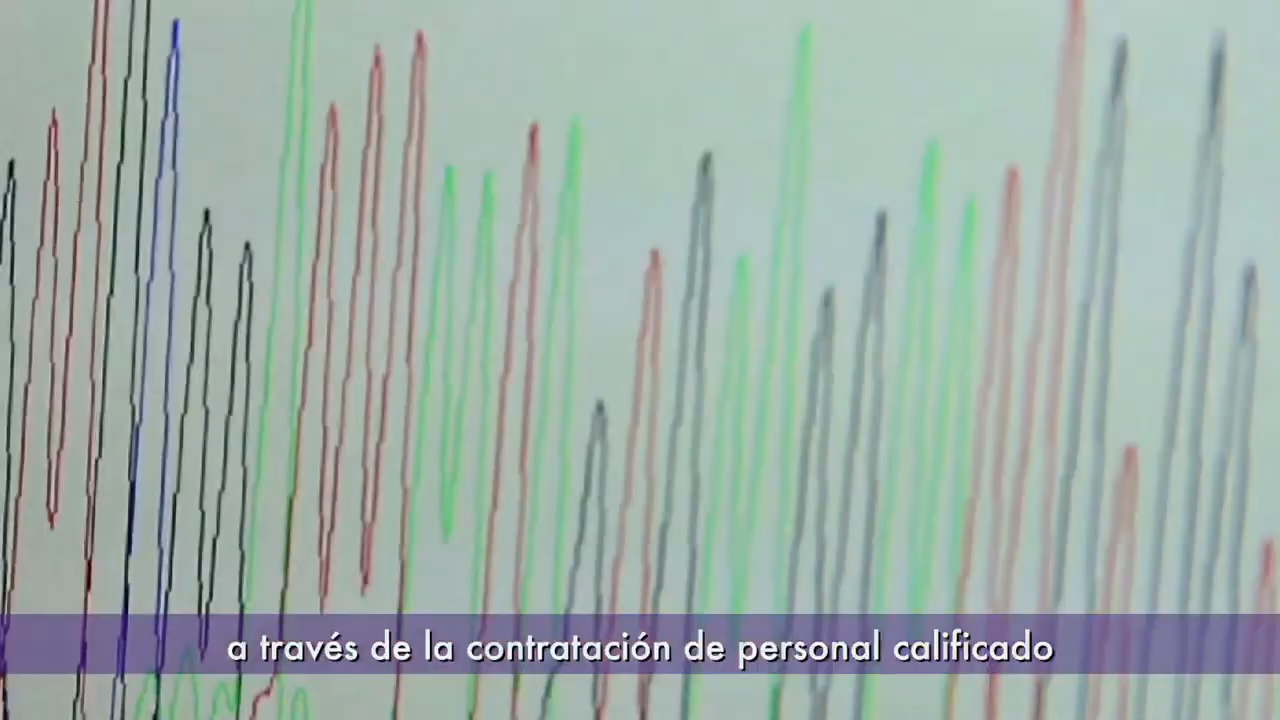 a través de la contratación de personal calificado